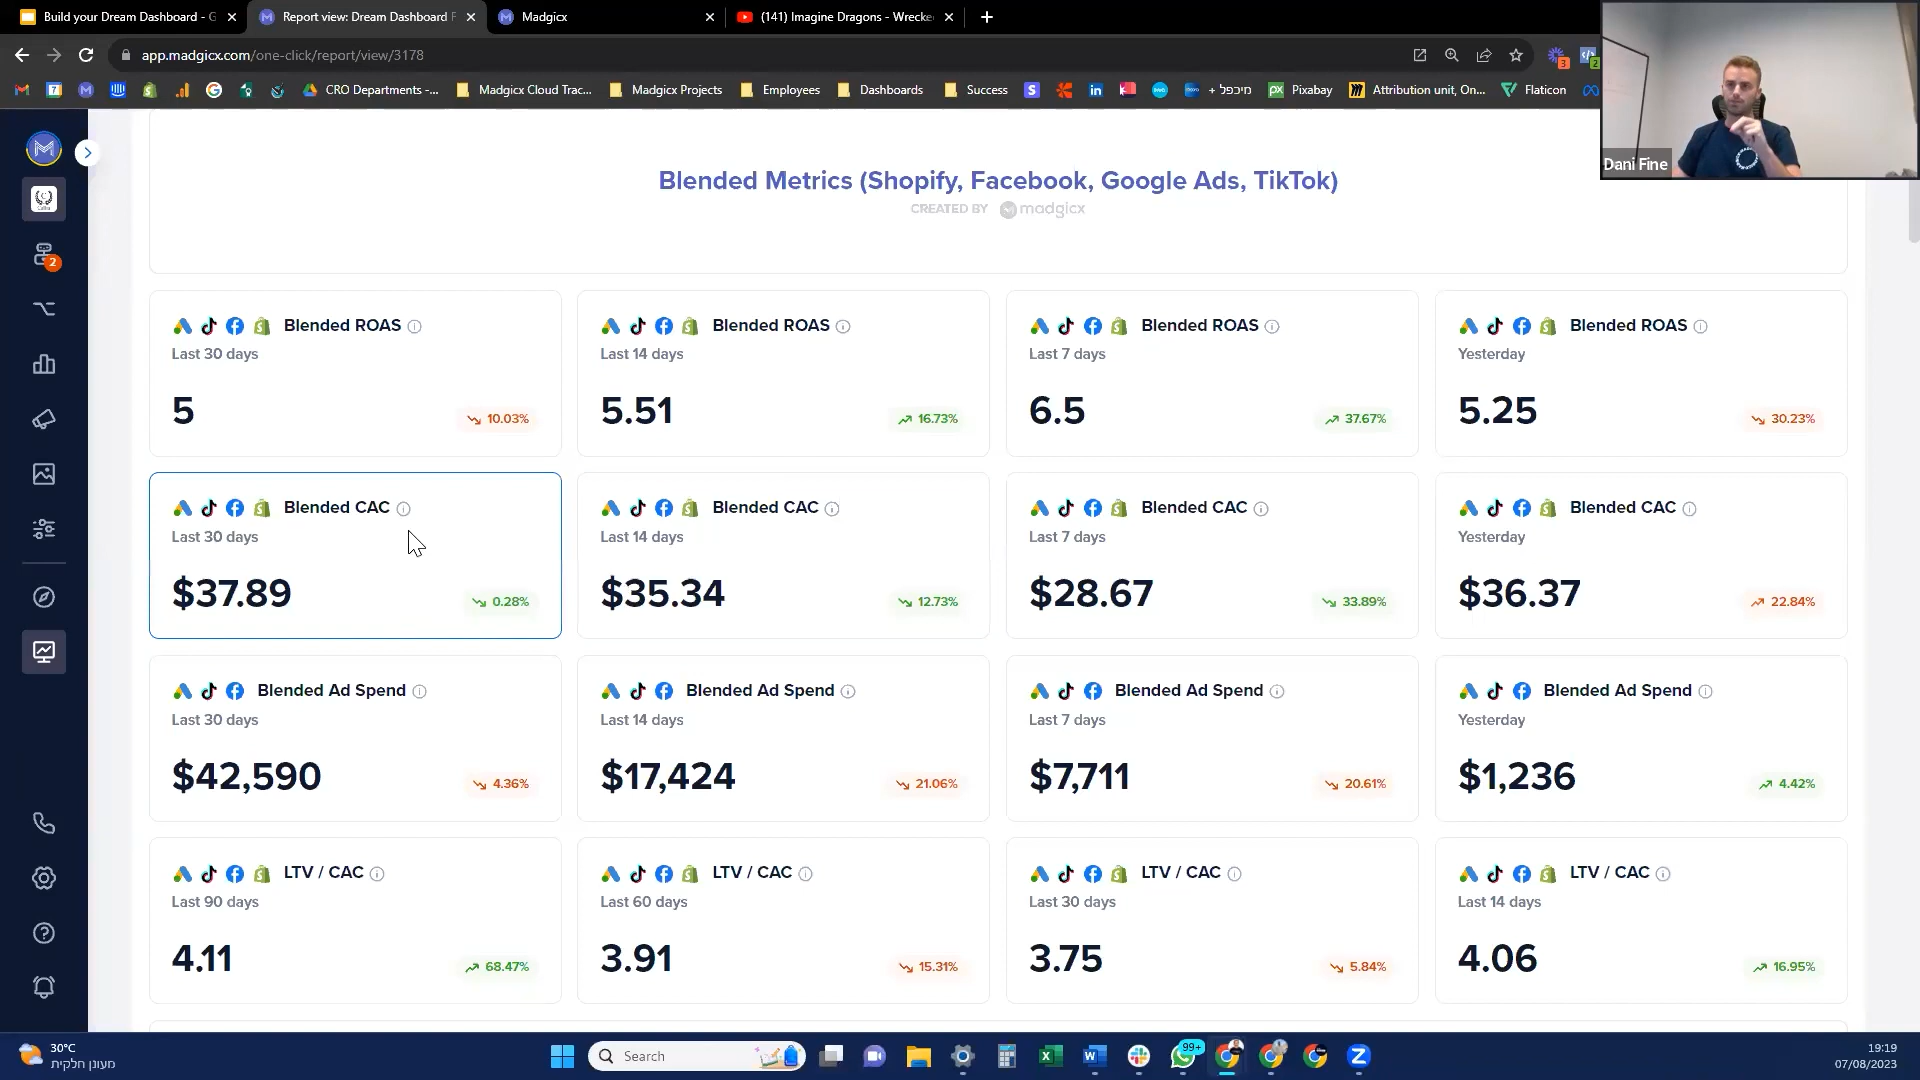 Build your Dream Dashboard - G
Report view: Dream Dashboard F
Madgicx
(141) Imagine Dragons - Wrecke
app.madgicx.com/one-click/report/view/3178
3
2
7
CRO Departments -...
Madgicx Cloud Trac...
Madgicx Projects
Employees
Dashboards
Success
S
in
מיכפל +
px
Pixabay
Attribution unit, On...
Flaticon
Dani Fine
2
Blended Metrics (Shopify, Facebook, Google Ads, TikTok)
CREATED BY madgicx
Blended ROAS
Last 30 days
5
10.03%
Blended ROAS
Last 14 days
5.51
16.73%
Blended ROAS
Last 7 days
6.5
37.67%
Blended ROAS
Yesterday
5.25
30.23%
Blended CAC
Last 30 days
$37.89
0.28%
Blended CAC
Last 14 days
$35.34
12.73%
Blended CAC
Last 7 days
$28.67
33.89%
Blended CAC
Yesterday
$36.37
22.84%
Blended Ad Spend
Last 30 days
$42,590
4.36%
Blended Ad Spend
Last 14 days
$17,424
21.06%
Blended Ad Spend
Last 7 days
$7,711
20.61%
Blended Ad Spend
Yesterday
$1,236
4.42%
LTV / CAC
Last 90 days
4.11
68.47%
LTV / CAC
Last 60 days
3.91
15.31%
LTV / CAC
Last 30 days
3.75
5.84%
LTV / CAC
Last 14 days
4.06
16.95%
30°C
מעונן חלקית
Search
99+
19:19
07/08/2023